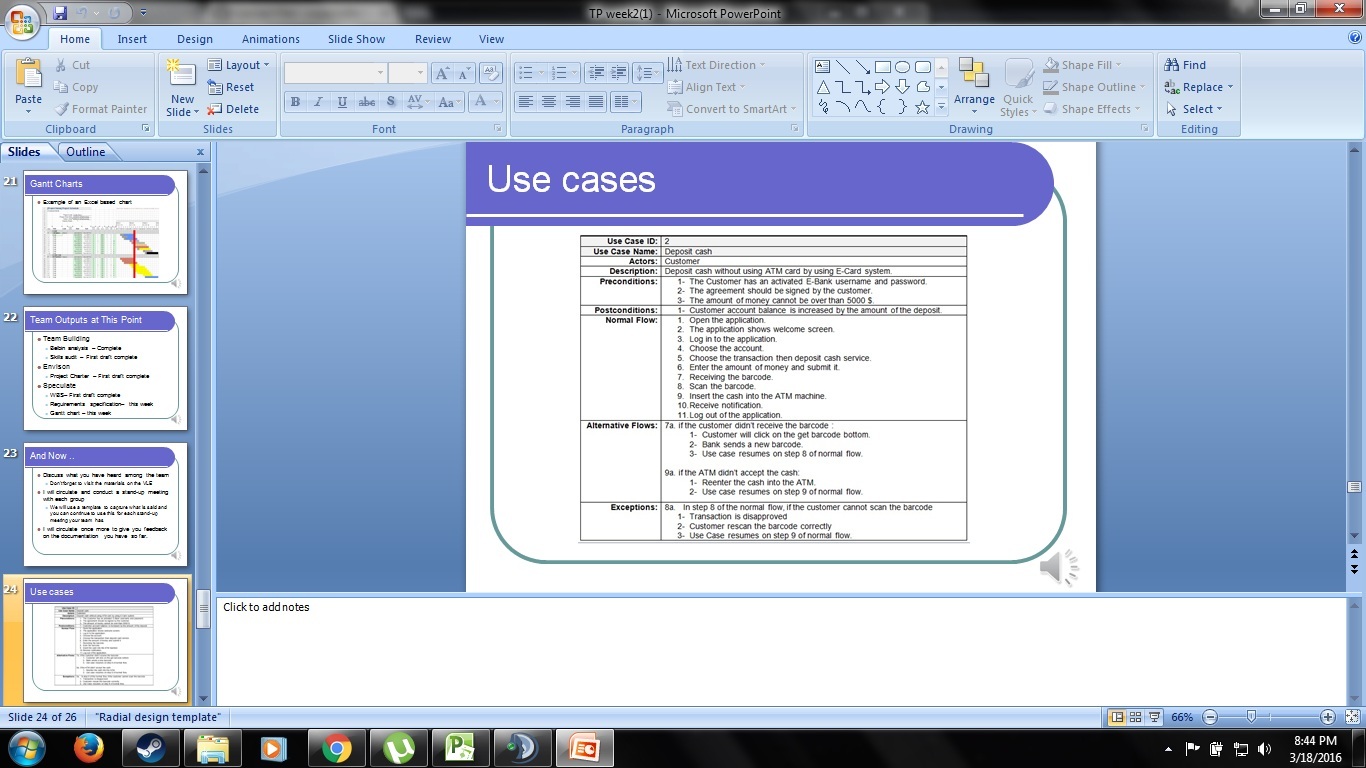 TP week2(1) - Microsoft PowerPoint
Home Insert Design Animations Slide Show Review View
Paste
Cut
Copy
Format Painter
Clipboard
New Slide
Layout
Reset
Delete
Slides
B I U abc S AV Aa A
Font
Text Direction
Align Text
Convert to SmartArt
Paragraph
Arrange
Quick Styles
Shape Fill
Shape Outline
Shape Effects
Drawing
Find
Replace
Select
Editing
Slides Outline x
21
Gantt Charts
Example of an Excel based chart
22
Team Outputs at This Point
Team Building
Belbin analysis – Complete
Skills audit – First draft complete
Envison
Project Charter – First draft complete
Speculate
WBS– First draft complete
Requirements specification– this week
Gantt chart – this week
23
And Now ..
Discuss what you have heard among the team
Don't forget to visit the materials on the VLE
I will circulate and conduct a stand-up meeting
with each group
We will use a template to capture what is said and
you can continue to use this for each stand-up
meeting your team has
I will circulate once more to give you feedback
on the documentation you have so far..
24
Use cases
Use cases
Use Case ID: 2
Use Case Name: Deposit cash
Actors: Customer
Description: Deposit cash without using ATM card by using E-Card system.
Preconditions: 1- The Customer has an activated E-Bank username and password.
2- The agreement should be signed by the customer.
3- The amount of money cannot be over than 5000 $.
Postconditions: 1- Customer account balance is increased by the amount of the deposit.
Normal Flow: 1. Open the application.
2. The application shows welcome screen.
3. Log in to the application.
4. Choose the account.
5. Choose the transaction then deposit cash service.
6. Enter the amount of money and submit it.
7. Receiving the barcode.
8. Scan the barcode.
9. Insert the cash into the ATM machine.
10. Receive notification.
11. Log out of the application.
Alternative Flows: 7a. if the customer didn't receive the barcode :
1- Customer will click on the get barcode bottom.
2- Bank sends a new barcode.
3- Use case resumes on step 8 of normal flow.
9a. if the ATM didn't accept the cash:
1- Reenter the cash into the ATM.
2- Use case resumes on step 9 of normal flow.
Exceptions: 8a. In step 8 of the normal flow, if the customer cannot scan the barcode
1- Transaction is disapproved
2- Customer rescan the barcode correctly
3- Use Case resumes on step 9 of normal flow.
Click to add notes
Slide 24 of 26 "Radial design template" 66%
8:44 PM
3/18/2016